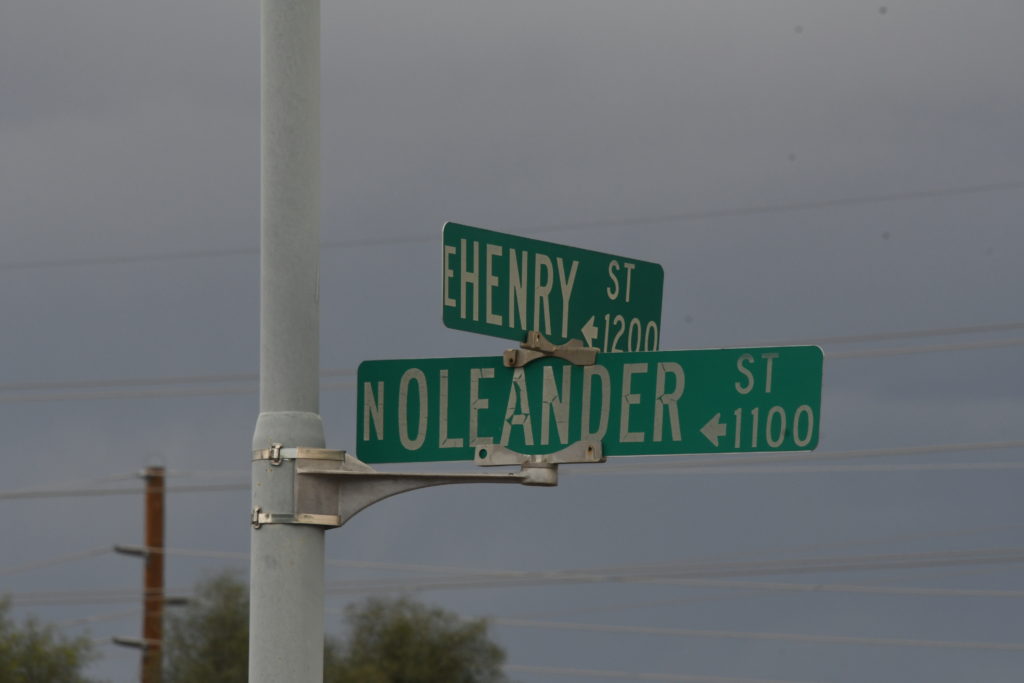 E HENRY ST
←1200
N OLEANDER ST
←1100